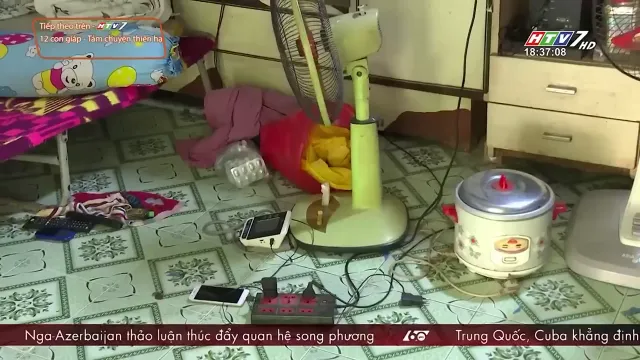 Tiếp theo trên HTV7
12 con giáp - Tám chuyện thiên hạ
HTV7 HD
18:37:08
Nga-Azerbaijan thảo luận thúc đẩy quan hệ song phương
60
Trung Quốc, Cuba khẳng định